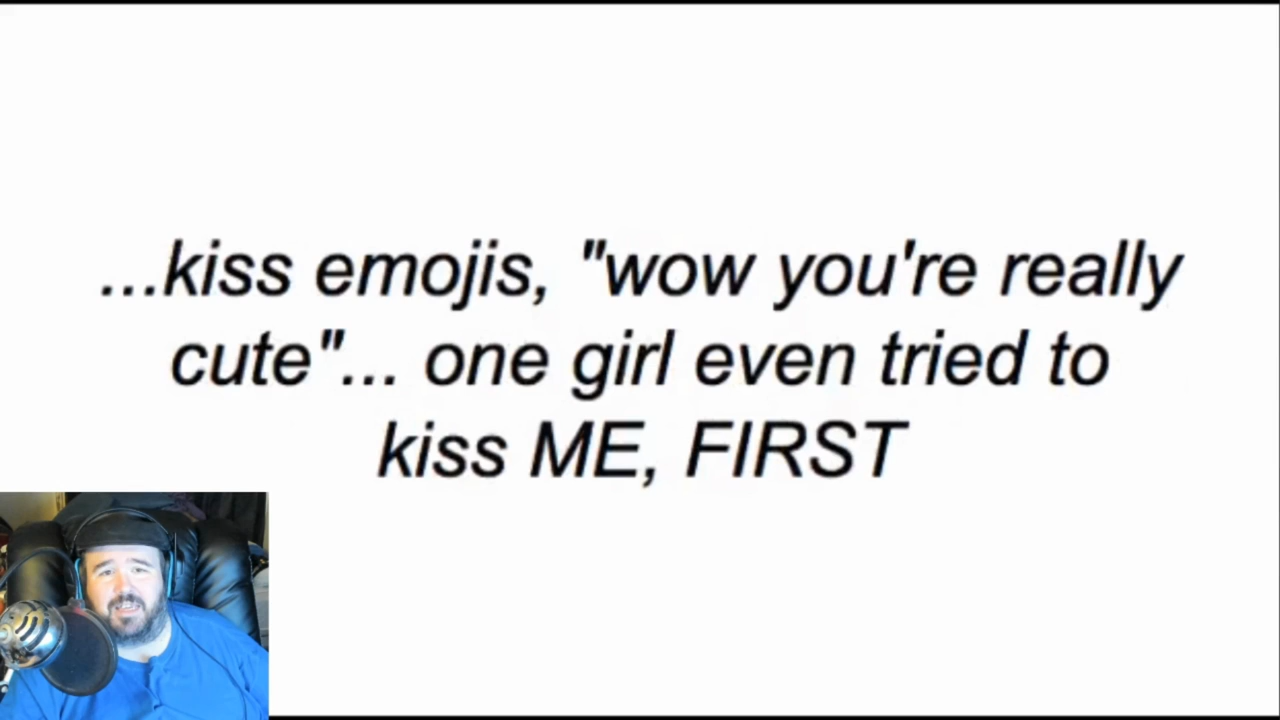 ...kiss emojis, "wow you're really
cute"... one girl even tried to
kiss ME, FIRST